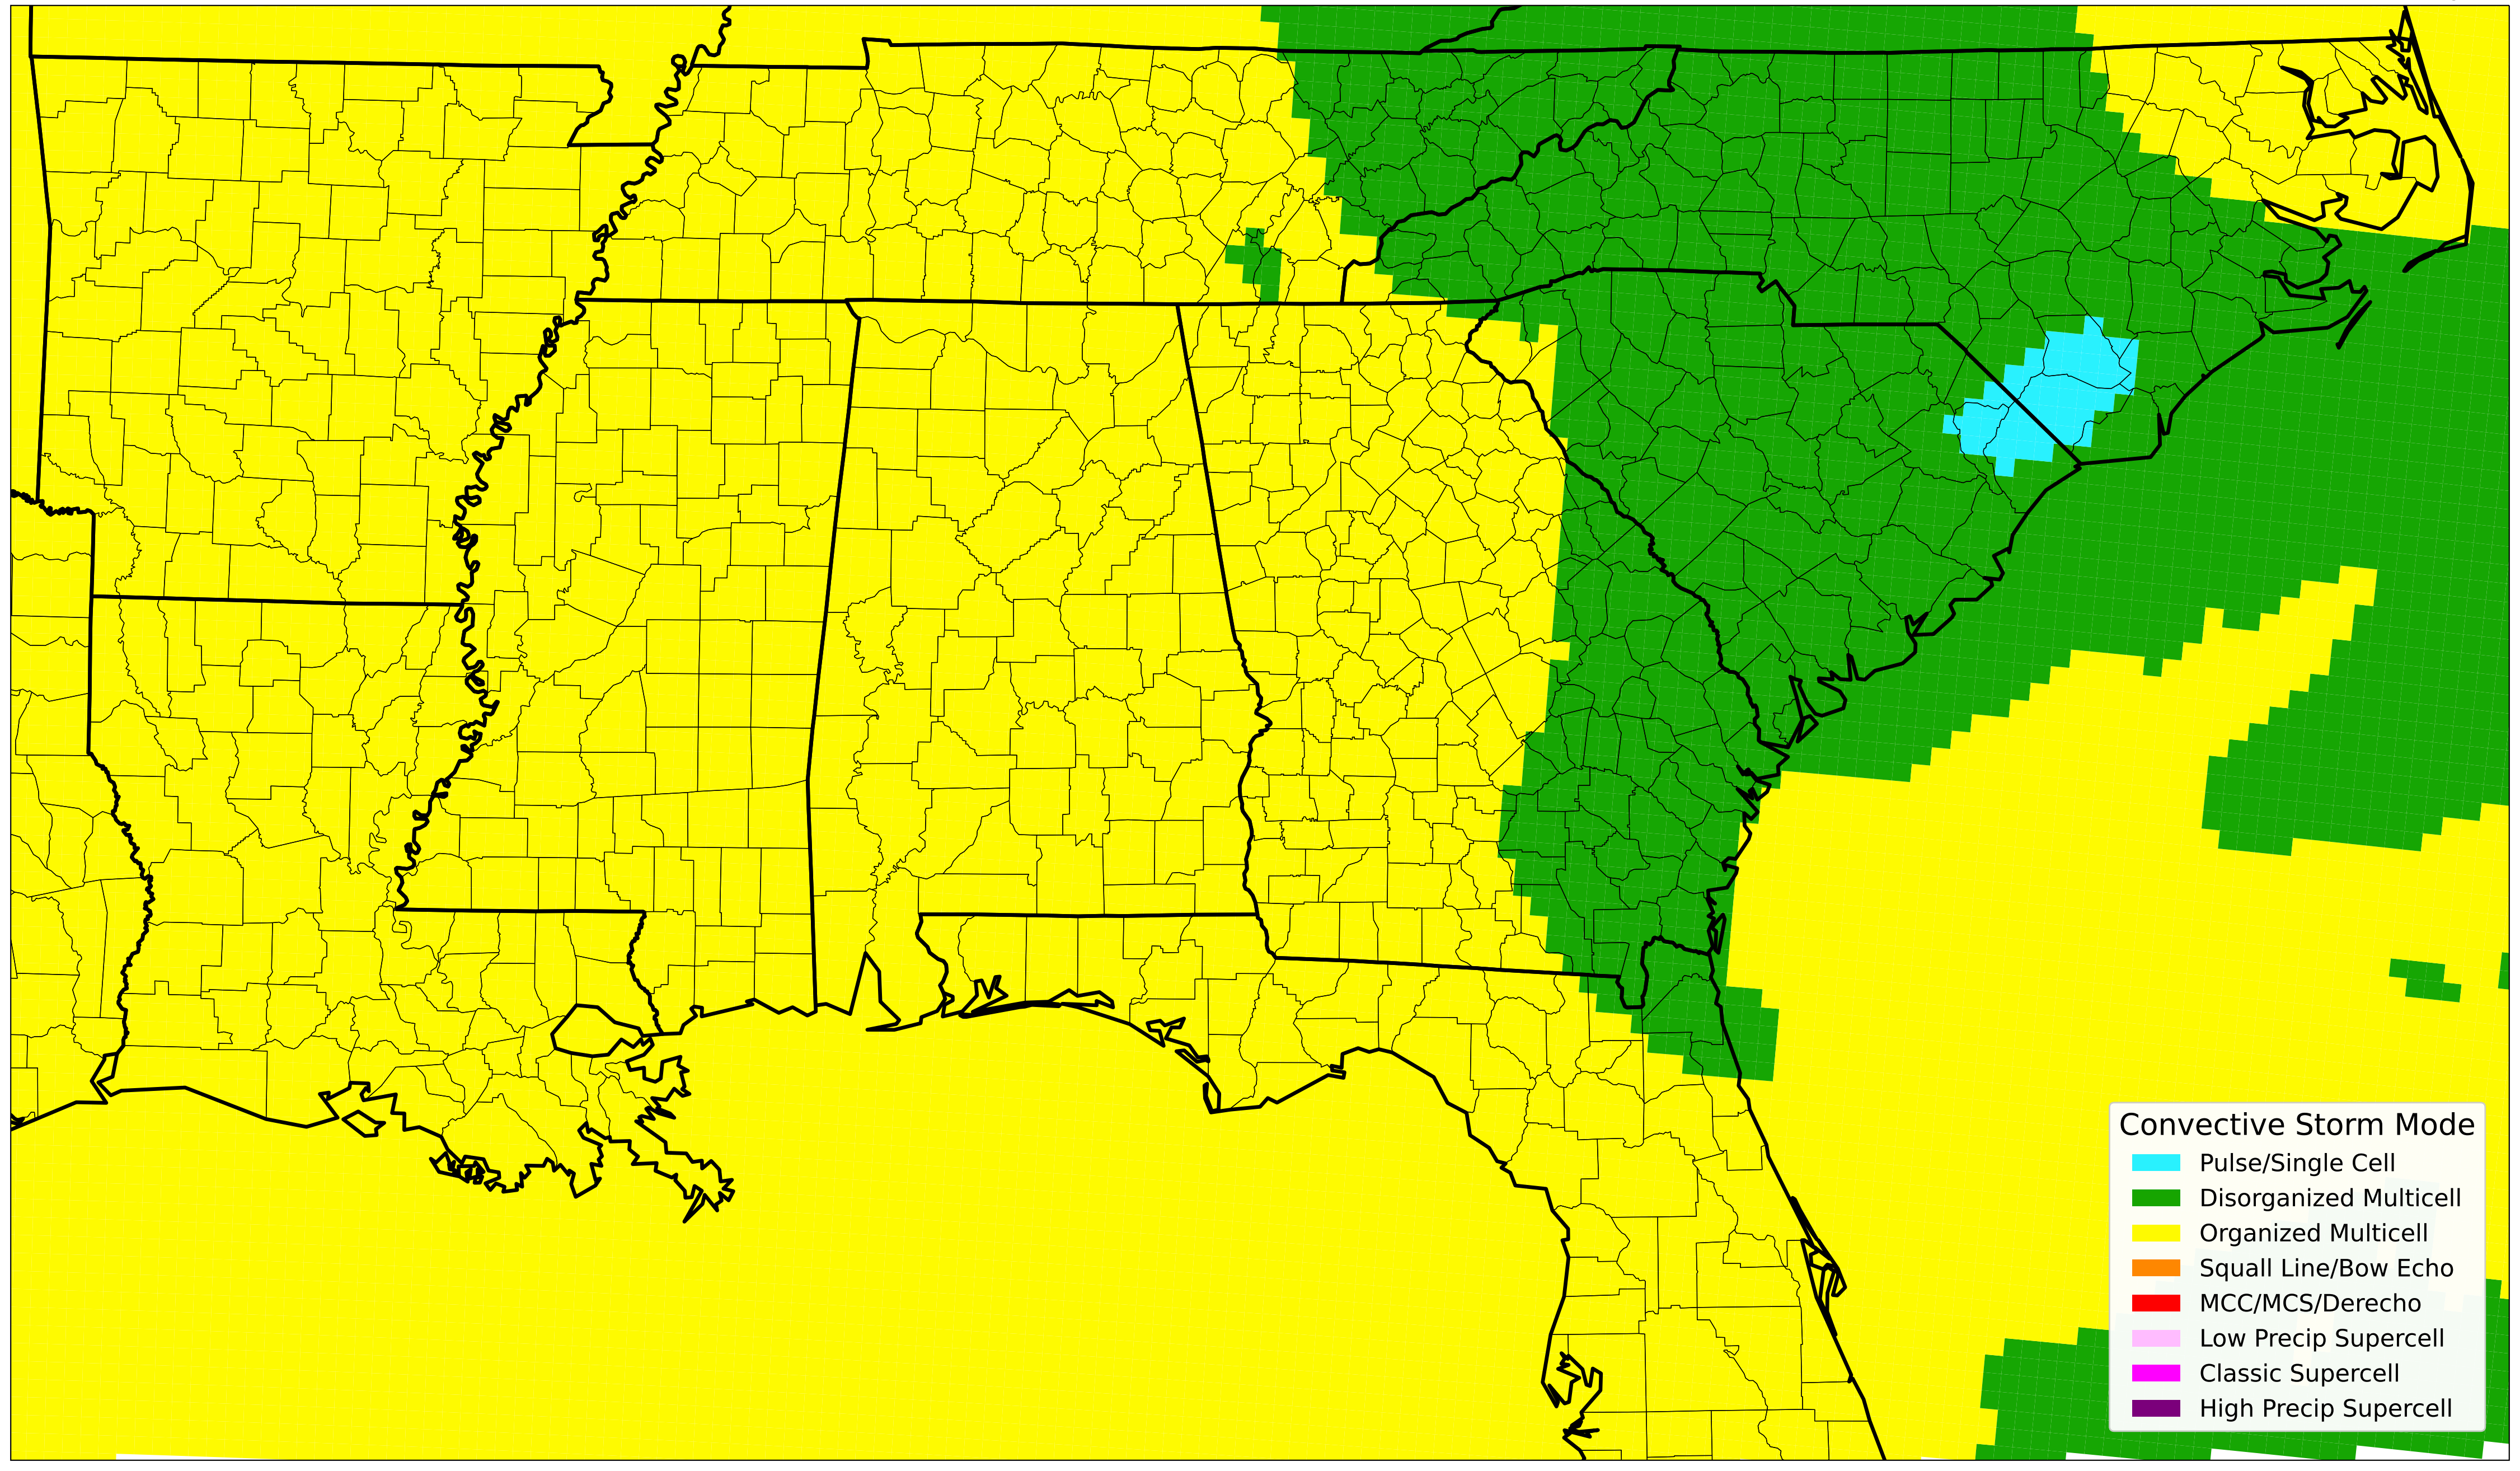 Convective Storm Mode
Pulse/Single Cell
Disorganized Multicell
Organized Multicell
Squall Line/Bow Echo
MCC/MCS/Derecho
Low Precip Supercell
Classic Supercell
High Precip Supercell